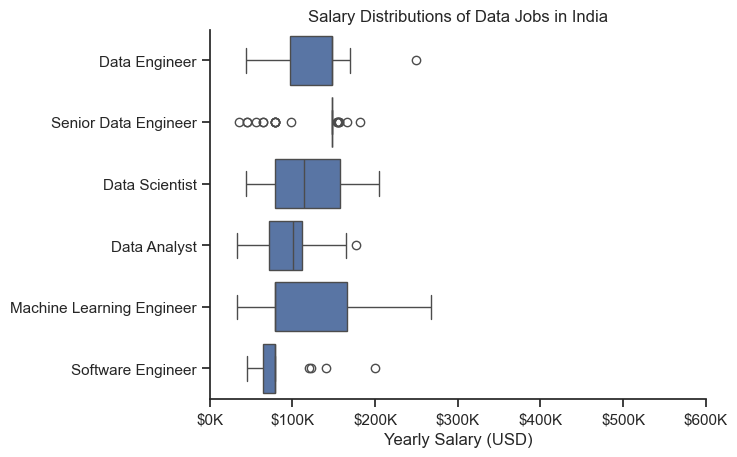 Salary Distributions of Data Jobs in India
Data Engineer
Senior Data Engineer
Data Scientist
Data Analyst
Machine Learning Engineer
Software Engineer
$0K $100K $200K $300K $400K $500K $600K
Yearly Salary (USD)